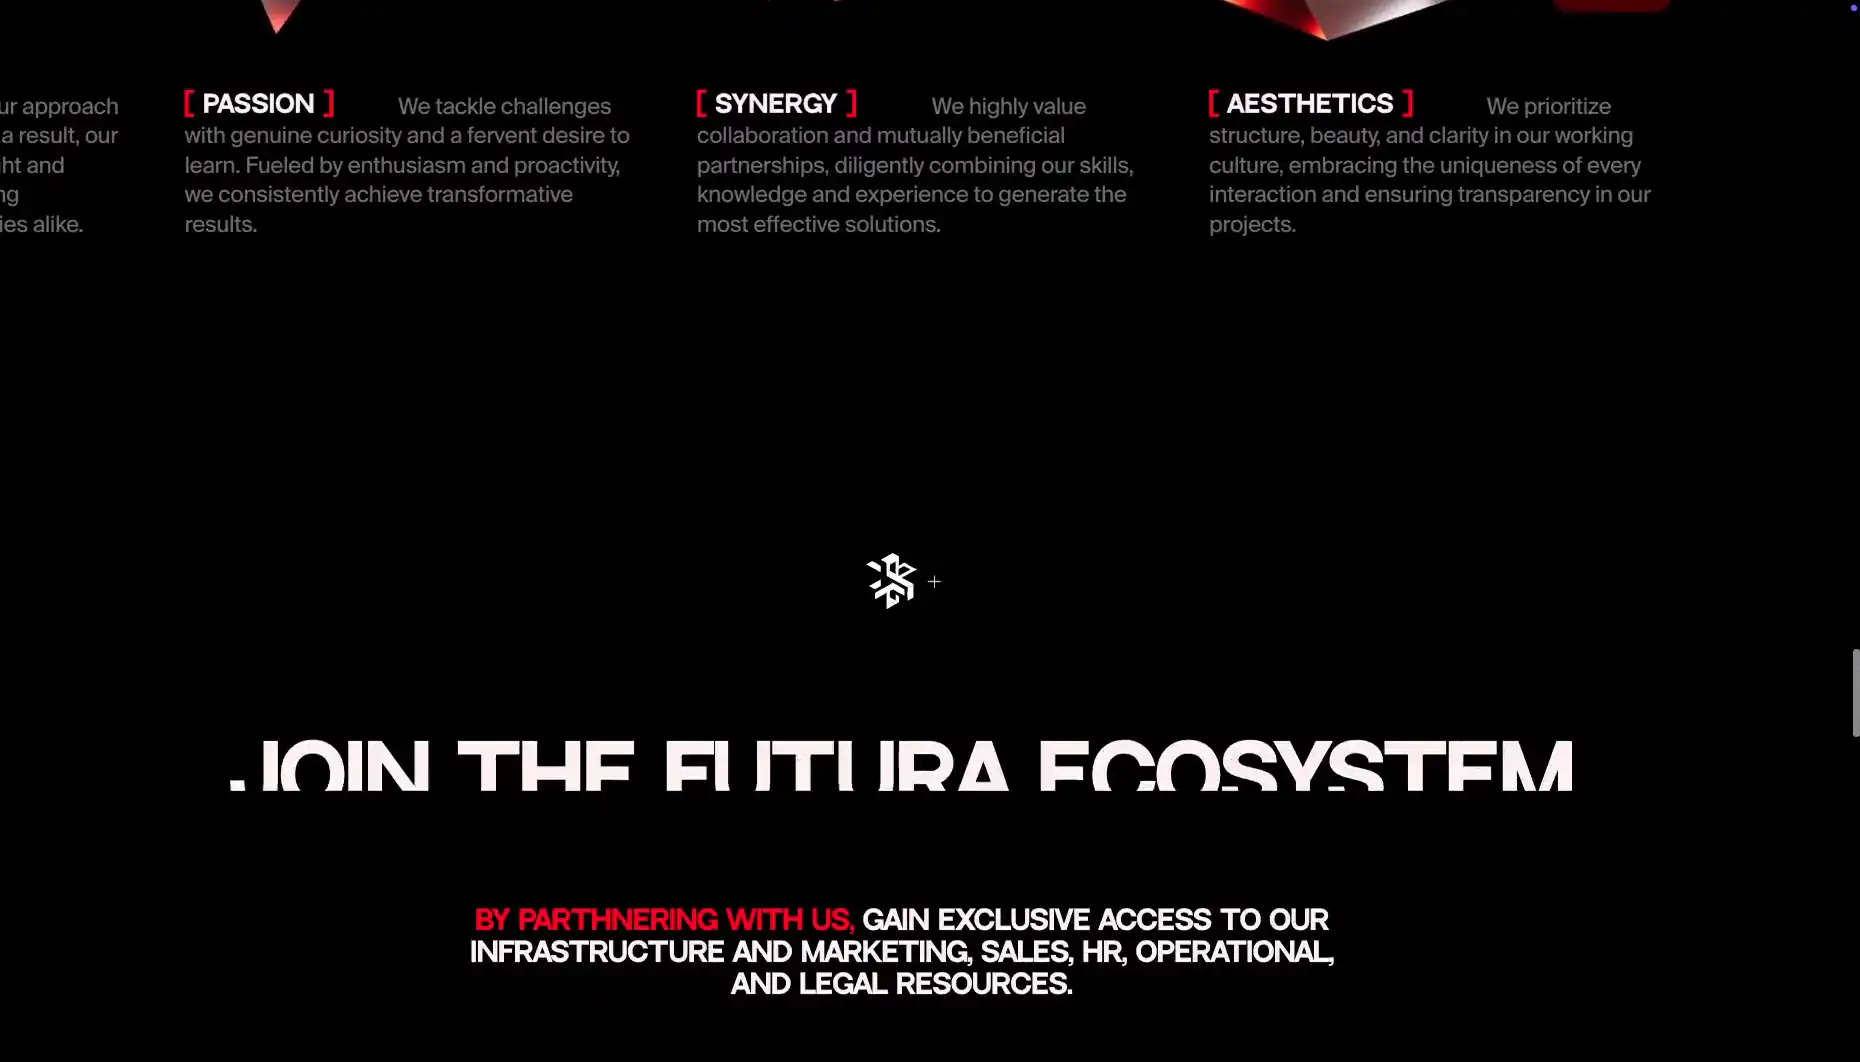 ur approach
a result, our
ht and
ng
ies alike.
[ PASSION ] We tackle challenges
with genuine curiosity and a fervent desire to
learn. Fueled by enthusiasm and proactivity,
we consistently achieve transformative
results.
[ SYNERGY ] We highly value
collaboration and mutually beneficial
partnerships, diligently combining our skills,
knowledge and experience to generate the
most effective solutions.
[ AESTHETICS ] We prioritize
structure, beauty, and clarity in our working
culture, embracing the uniqueness of every
interaction and ensuring transparency in our
projects.
+
JOIN THE FUTURA ECOSYSTEM
BY PARTHNERING WITH US, GAIN EXCLUSIVE ACCESS TO OUR
INFRASTRUCTURE AND MARKETING, SALES, HR, OPERATIONAL,
AND LEGAL RESOURCES.